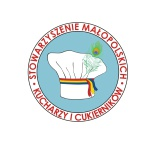 STOWARZYSZENIE MAŁOPOLSKICH
KUCHARZY I CUKIERNIKÓW